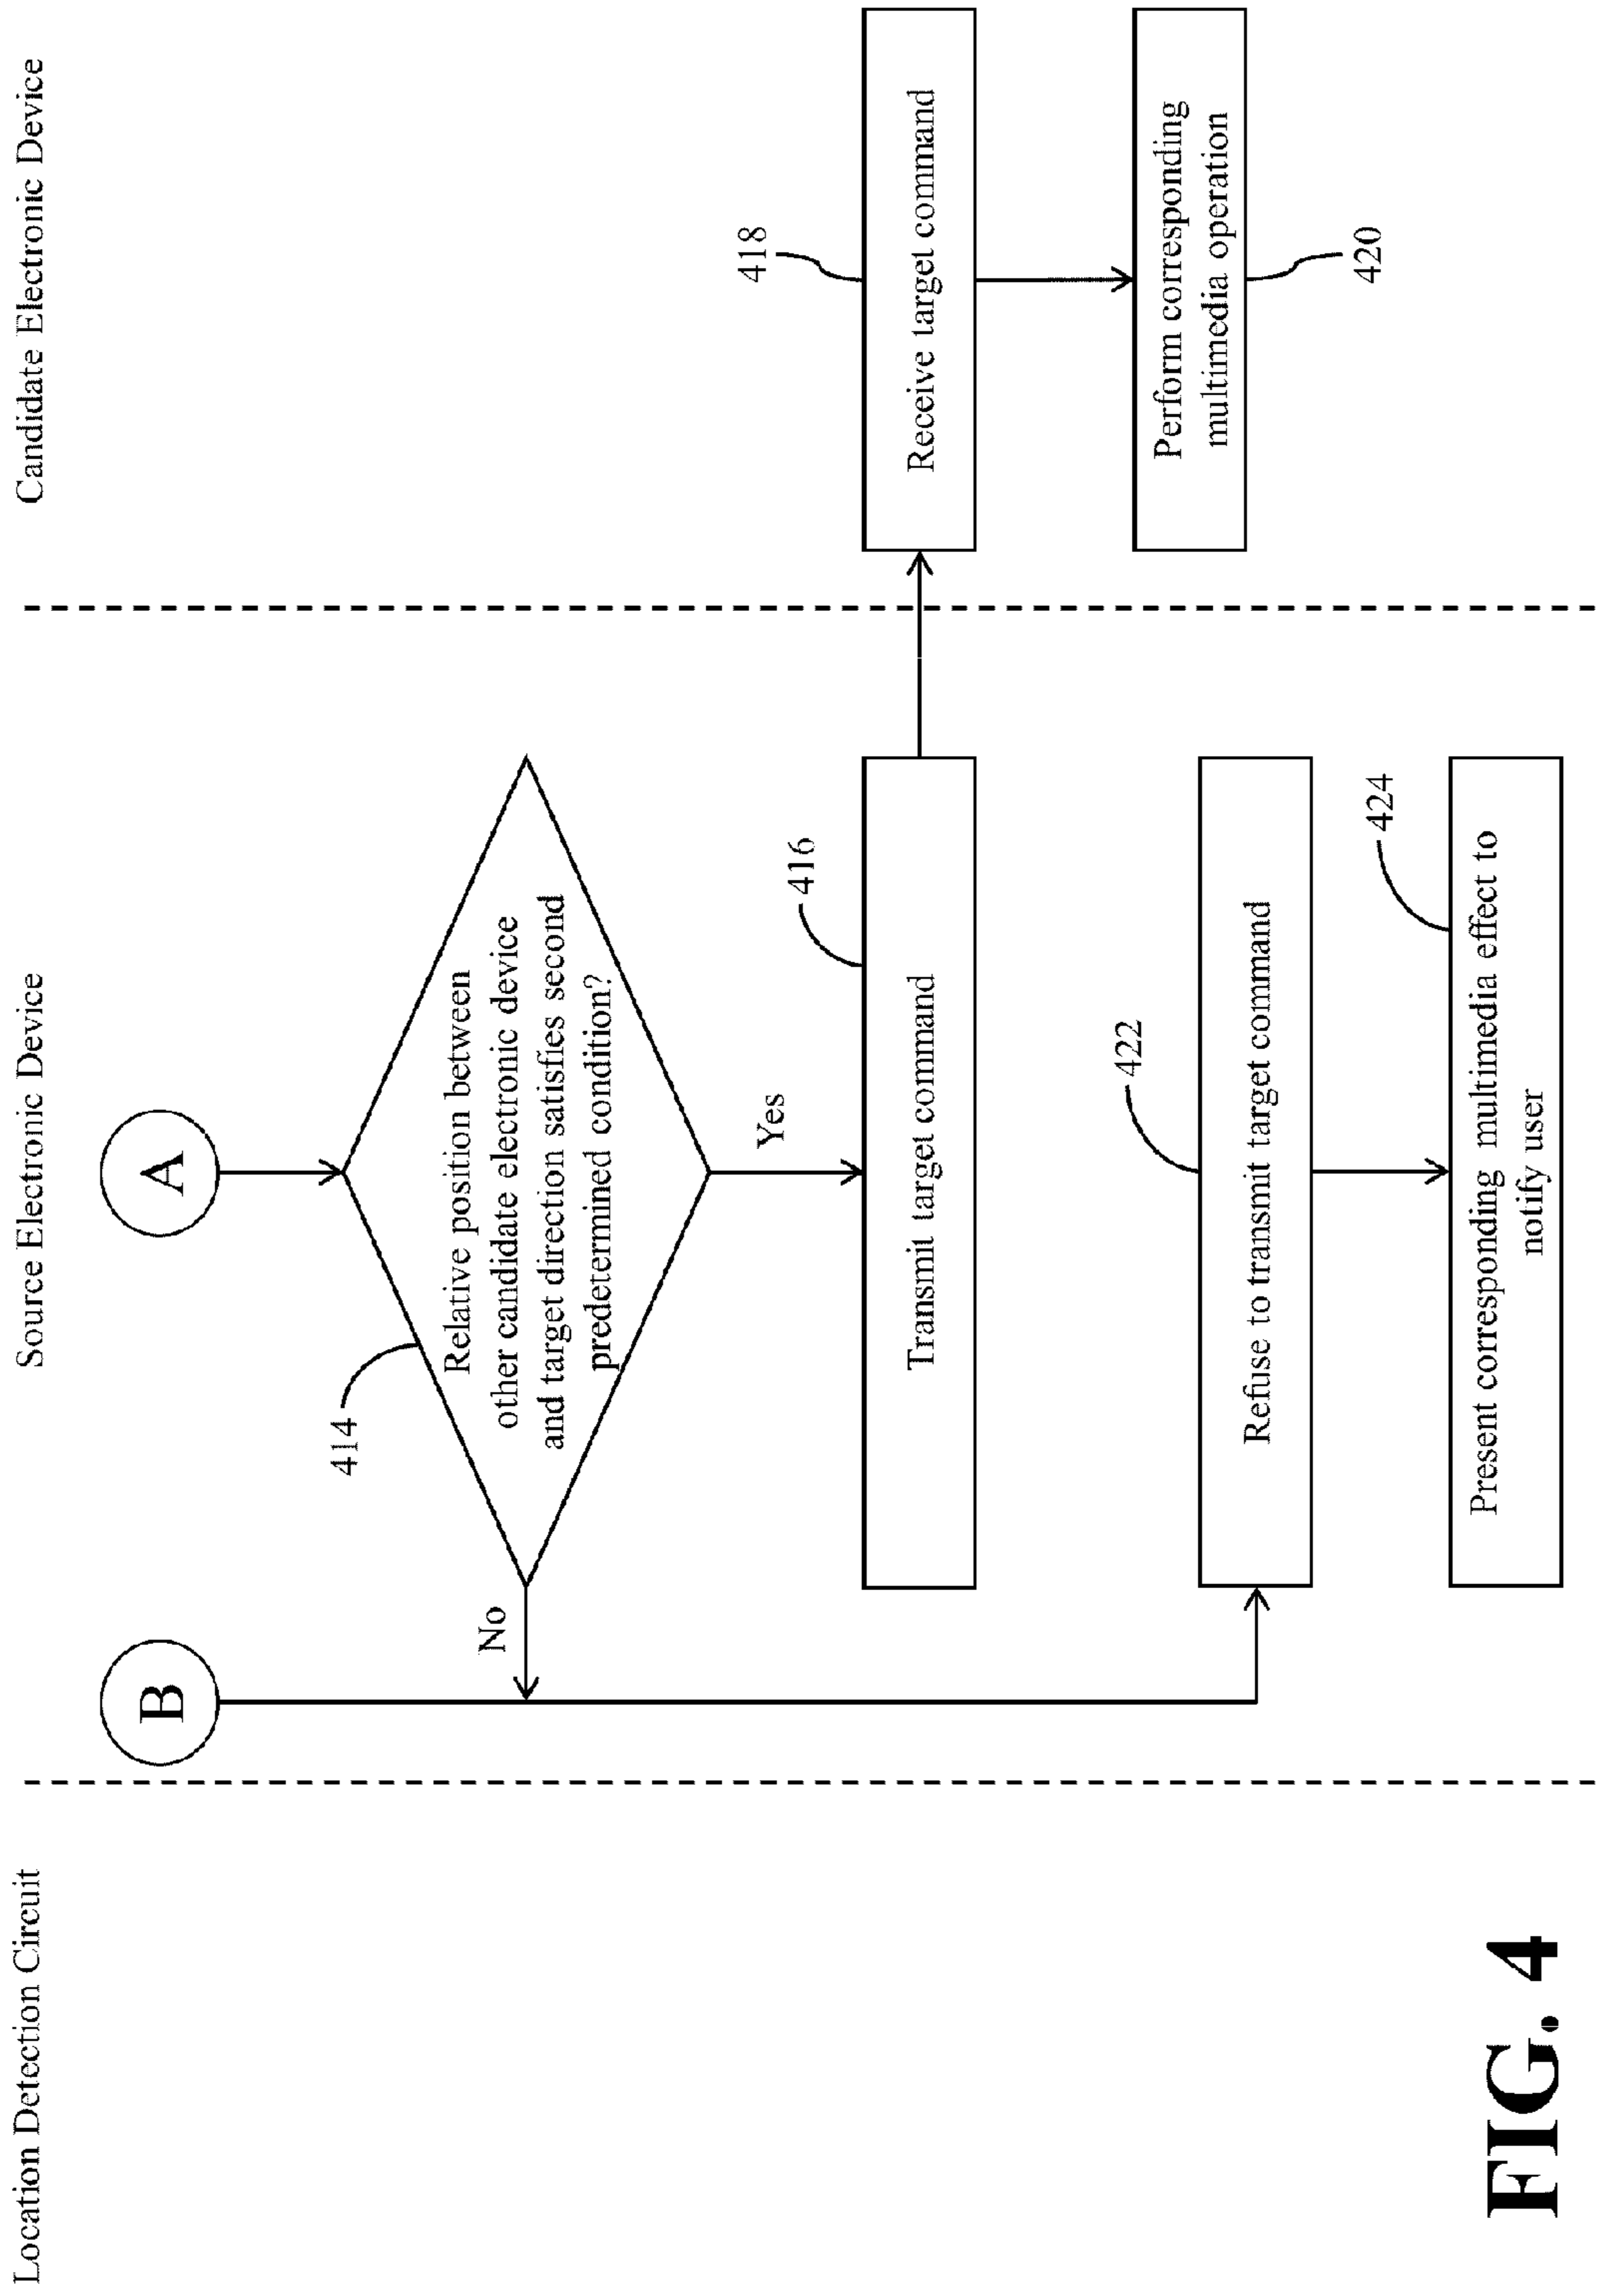 Location Detection Circuit
Source Electronic Device
Candidate Electronic Device
B
A
414
Relative position between
other candidate electronic device
and target direction satisfies second
predetermined condition?
No
Yes
416
Transmit target command
418
Receive target command
Perform corresponding
multimedia operation
420
422
Refuse to transmit target command
424
Present corresponding multimedia effect to
notify user
FIG. 4